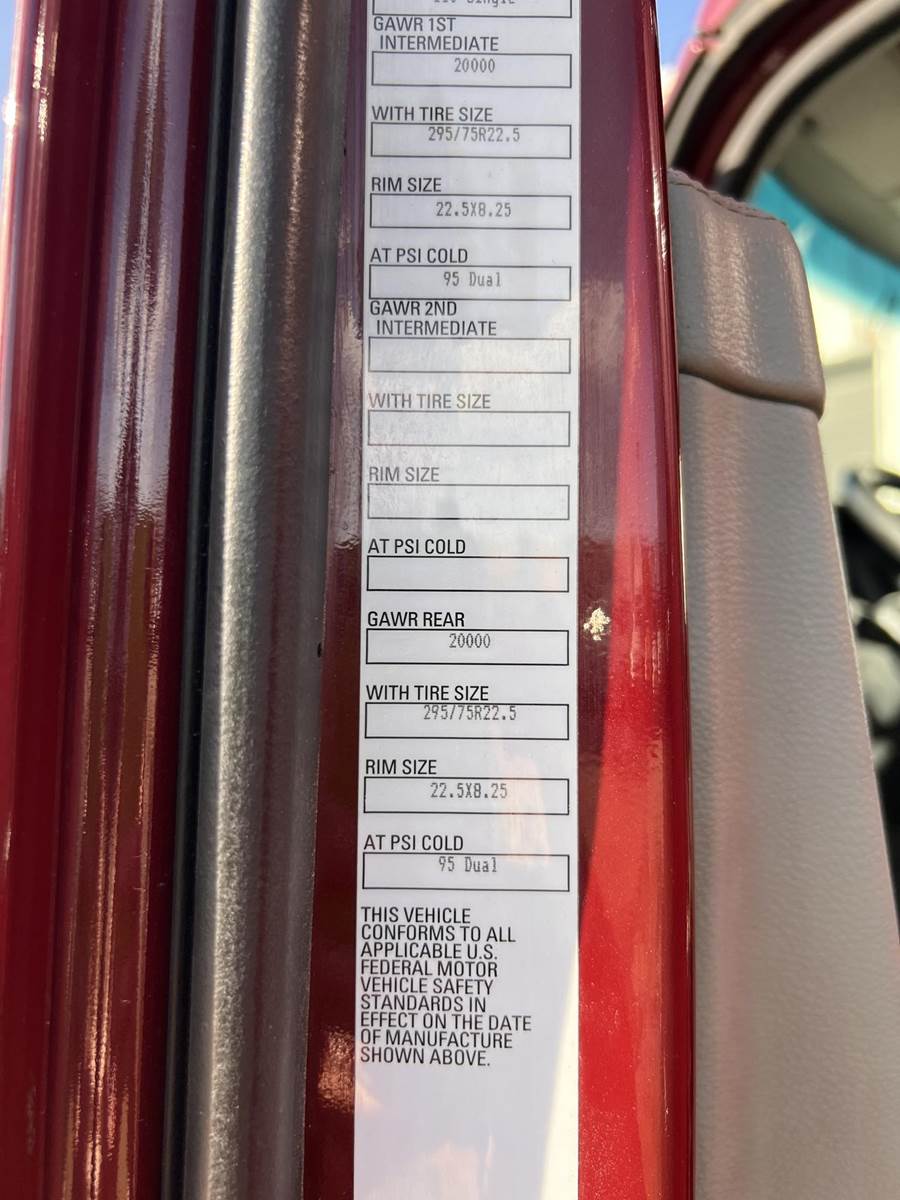 GAWR 1ST
INTERMEDIATE
20000
WITH TIRE SIZE
295/75R22.5
RIM SIZE
22.5X8.25
AT PSI COLD
95 Dual
GAWR 2ND
INTERMEDIATE
WITH TIRE SIZE
RIM SIZE
AT PSI COLD
GAWR REAR
20000
WITH TIRE SIZE
295/75R22.5
RIM SIZE
22.5X8.25
AT PSI COLD
95 Dual
THIS VEHICLE
CONFORMS TO ALL
APPLICABLE U.S.
FEDERAL MOTOR
VEHICLE SAFETY
STANDARDS IN
EFFECT ON THE DATE
OF MANUFACTURE
SHOWN ABOVE.